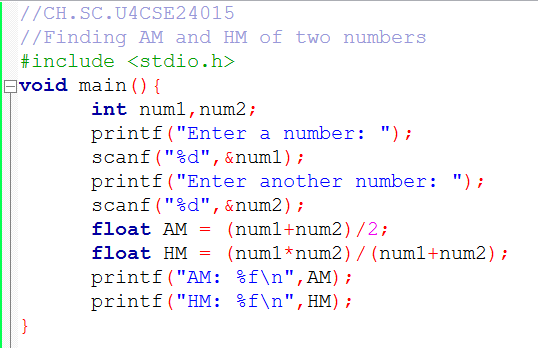 //CH.SC.U4CSE24015
//Finding AM and HM of two numbers
#include <stdio.h>
void main(){
int num1,num2;
printf("Enter a number: ");
scanf("%d",&num1);
printf("Enter another number: ");
scanf("%d",&num2);
float AM = (num1+num2)/2;
float HM = (num1*num2)/(num1+num2);
printf("AM: %f\n",AM);
printf("HM: %f\n",HM);
}